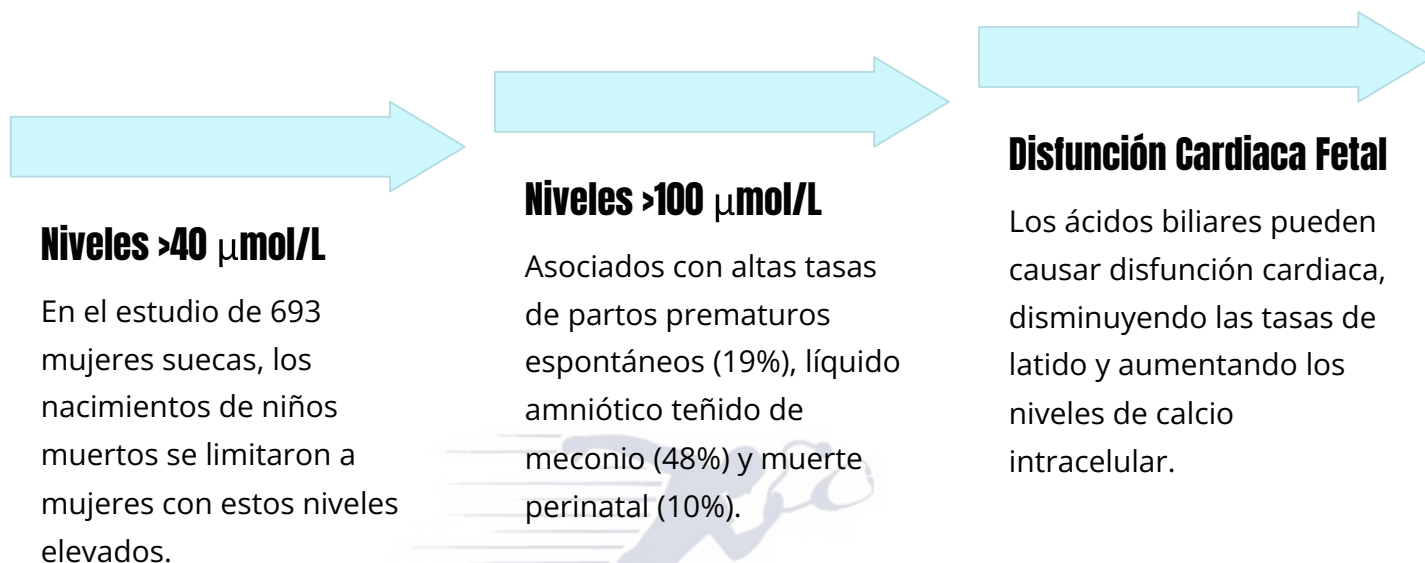 Niveles >40 μmol/L
En el estudio de 693
mujeres suecas, los
nacimientos de niños
muertos se limitaron a
mujeres con estos niveles
elevados.
Niveles >100 μmol/L
Asociados con altas tasas
de partos prematuros
espontáneos (19%), líquido
amniótico teñido de
meconio (48%) y muerte
perinatal (10%).
Disfunción Cardiaca Fetal
Los ácidos biliares pueden
causar disfunción cardiaca,
disminuyendo las tasas de
latido y aumentando los
niveles de calcio
intracelular.